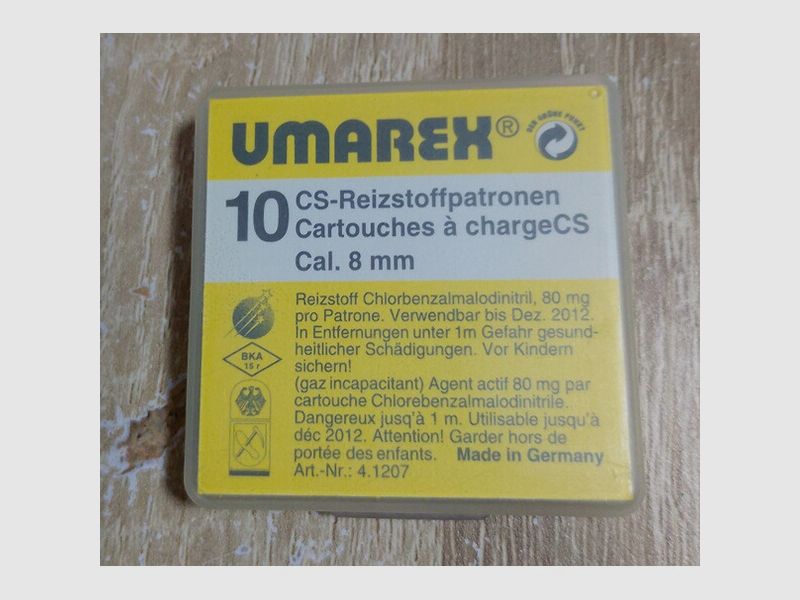 UMAREX®
DER GRÜNE PUNKT
10 CS-Reizstoffpatronen
Cartouches à chargeCS
Cal. 8 mm
Reizstoff Chlorbenzalmalodinitril, 80 mg
pro Patrone. Verwendbar bis Dez. 2012.
In Entfernungen unter 1m Gefahr gesund-
heitlicher Schädigungen. Vor Kindern
sichern!
(gaz incapacitant) Agent actif 80 mg par
cartouche Chlorebenzalmalodinitrile.
Dangereux jusq'à 1 m. Utilisable jusqu'à
déc 2012. Attention! Garder hors de
portée des enfants. Made in Germany
Art.-Nr.: 4.1207
BKA
15 r